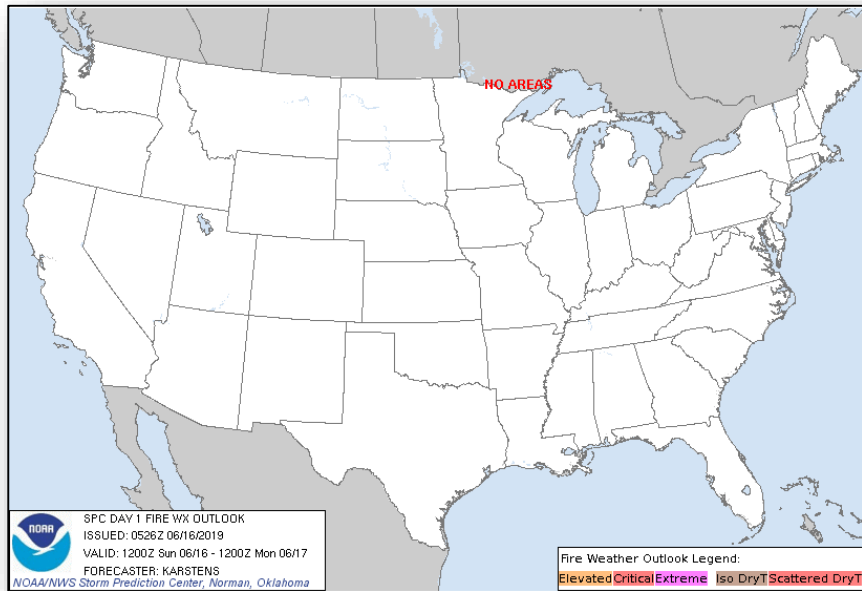 NO AREAS
NOAA
SPC DAY 1 FIRE WX OUTLOOK
ISSUED: 0526Z 06/16/2019
VALID: 1200Z Sun 06/16 - 1200Z Mon 06/17
FORECASTER: KARSTENS
NOAA/NWS Storm Prediction Center, Norman, Oklahoma
Fire Weather Outlook Legend:
Elevated Critical Extreme Iso DryT Scattered DryT